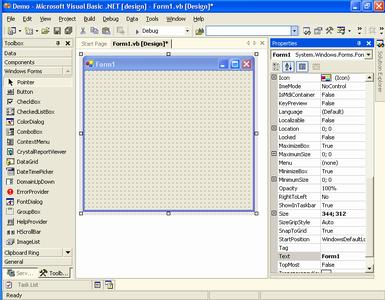 Demo - Microsoft Visual Basic .NET [design] - Form1.vb [Design]*
File Edit View Project Build Debug Data Tools Window Help
Debug
Toolbox
Data
Components
Windows Forms
Pointer
Button
CheckBox
CheckedListBox
ColorDialog
ComboBox
ContextMenu
CrystalReportViewer
DataGrid
DateTimePicker
DomainUpDown
ErrorProvider
FontDialog
GroupBox
HelpProvider
HScrollBar
ImageList
Clipboard Ring
General
Serv...
Toolb...
Start Page Form1.vb [Design]*
Form1
Properties
Form1 System.Windows.Forms.Form
Icon (Icon)
ImeMode NoControl
IsMdiContainer False
KeyPreview False
Language (Default)
Localizable False
Location 0; 0
Locked False
MaximizeBox True
MaximumSize 0; 0
Menu (none)
MinimizeBox True
MinimumSize 0; 0
Opacity 100%
RightToLeft No
ShowInTaskbar True
Size 344; 312
SizeGripStyle Auto
SnapToGrid True
StartPosition WindowsDefaultLo
Tag
Text Form1
TopMost False
Solution Explorer
Task List
Ready